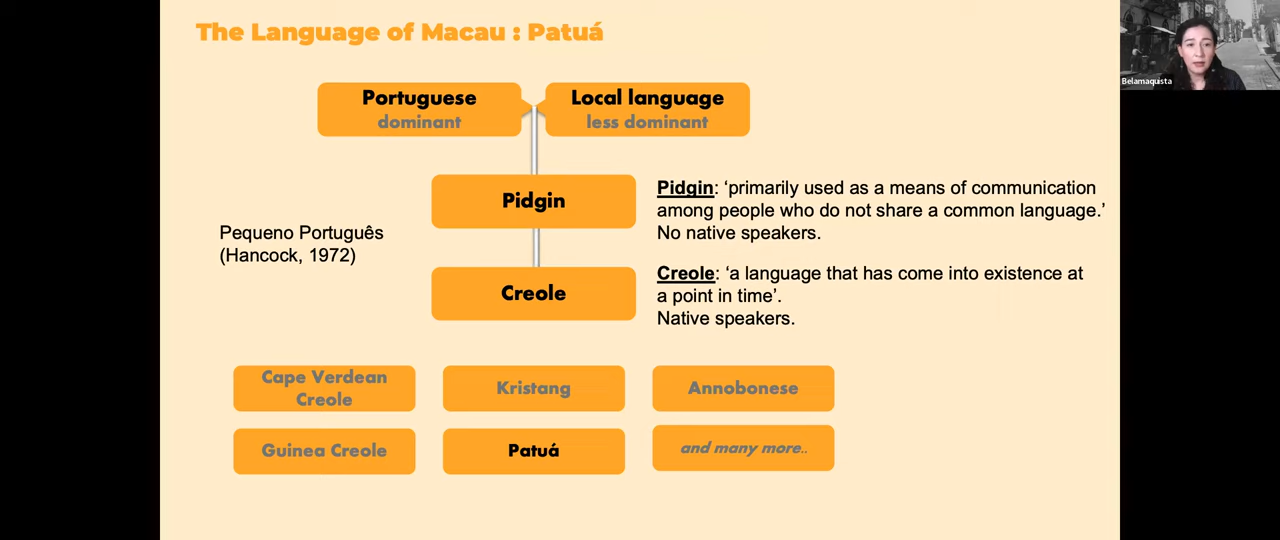 The Language of Macau : Patuá
Belamaquista
Portuguese
dominant
Local language
less dominant
Pidgin
Pidgin: ‘primarily used as a means of communication
among people who do not share a common language.’
No native speakers.
Pequeno Português
(Hancock, 1972)
Creole
Creole: ‘a language that has come into existence at
a point in time’.
Native speakers.
Cape Verdean
Creole
Kristang
Annobonese
Guinea Creole
Patuá
and many more..